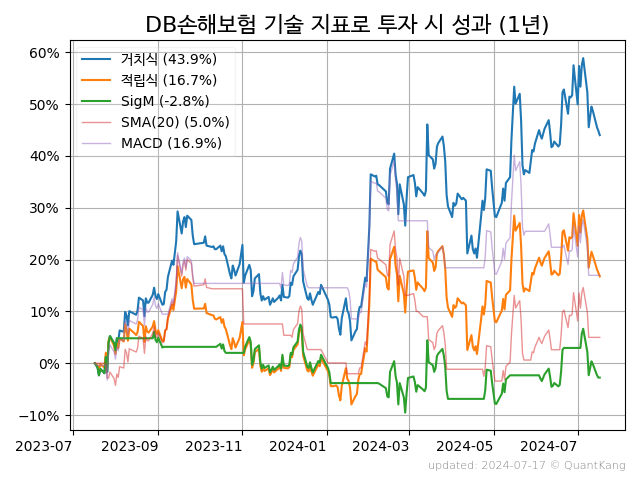 DB손해보험 기술 지표로 투자 시 성과 (1년)
거치식 (43.9%)
적립식 (16.7%)
SigM (-2.8%)
SMA(20) (5.0%)
MACD (16.9%)
60%
50%
40%
30%
20%
10%
0%
−10%
2023-07 2023-09 2023-11 2024-01 2024-03 2024-05 2024-07
updated: 2024-07-17 © QuantKang